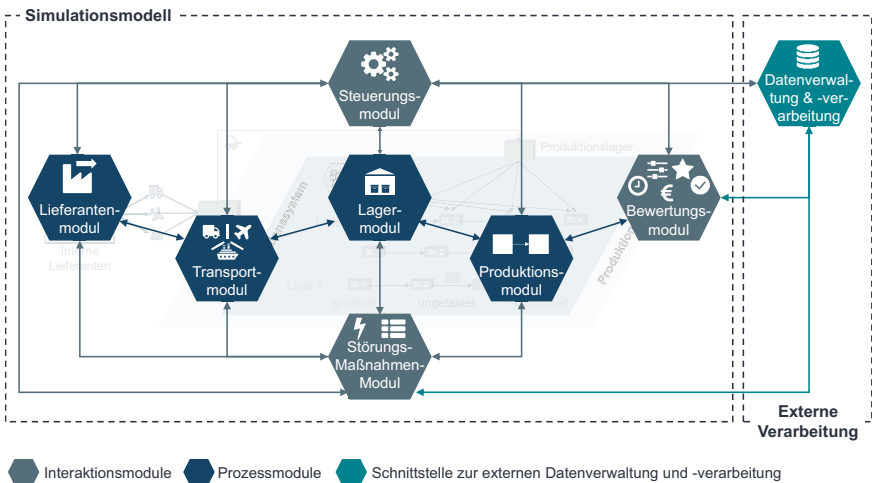 Simulationsmodell
Steuerungs-
modul
Datenverwal-
tung & -ver-
arbeitung
Produktionslager
Lieferanten-
modul
Lager-
modul
Bewertungs-
modul
Interne
Lieferanten
Transport-
modul
Produktions-
modul
Linie 1
getaktet
ungetaktet
Störungs-
Maßnahmen-
Modul
Externe
Verarbeitung
Interaktionsmodule
Prozessmodule
Schnittstelle zur externen Datenverwaltung und -verarbeitung